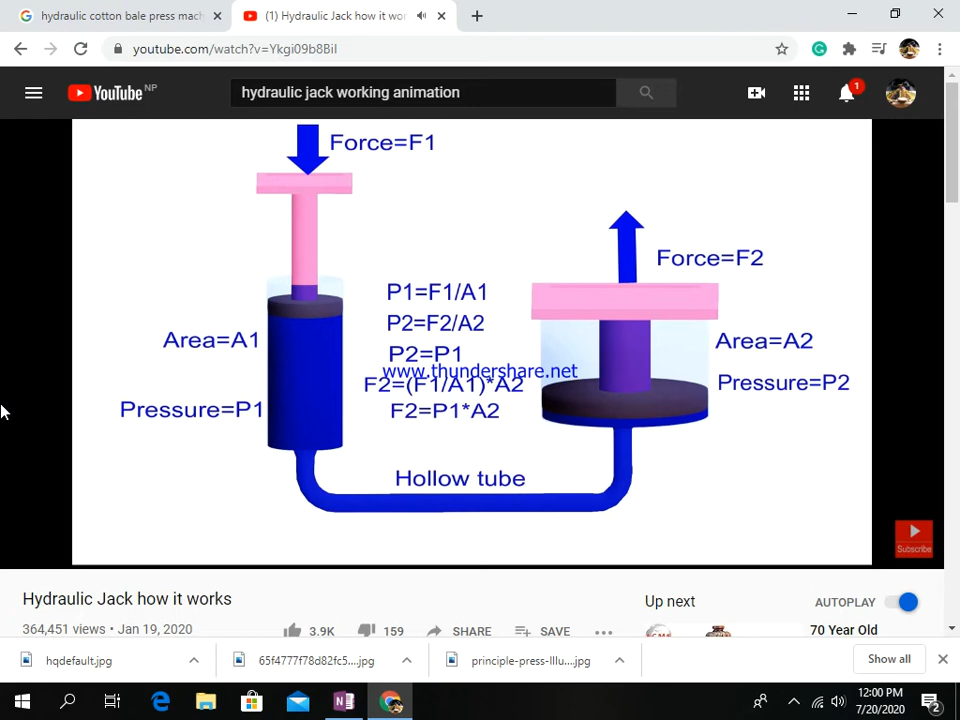 hydraulic cotton bale press mach
(1) Hydraulic Jack how it wor
youtube.com/watch?v=Ykgi09b8BiI
YouTube NP
hydraulic jack working animation
1
Force=F1
Force=F2
P1=F1/A1
P2=F2/A2
P2=P1
www.thundershare.net
F2=(F1/A1)*A2
F2=P1*A2
Area=A1
Pressure=P1
Area=A2
Pressure=P2
Hollow tube
Subscribe
Hydraulic Jack how it works
364,451 views • Jan 19, 2020
3.9K
159
SHARE
SAVE
Up next
AUTOPLAY
70 Year Old
hqdefault.jpg
65f4777f78d82fc5....jpg
principle-press-Illu....jpg
Show all
12:00 PM
7/20/2020
2